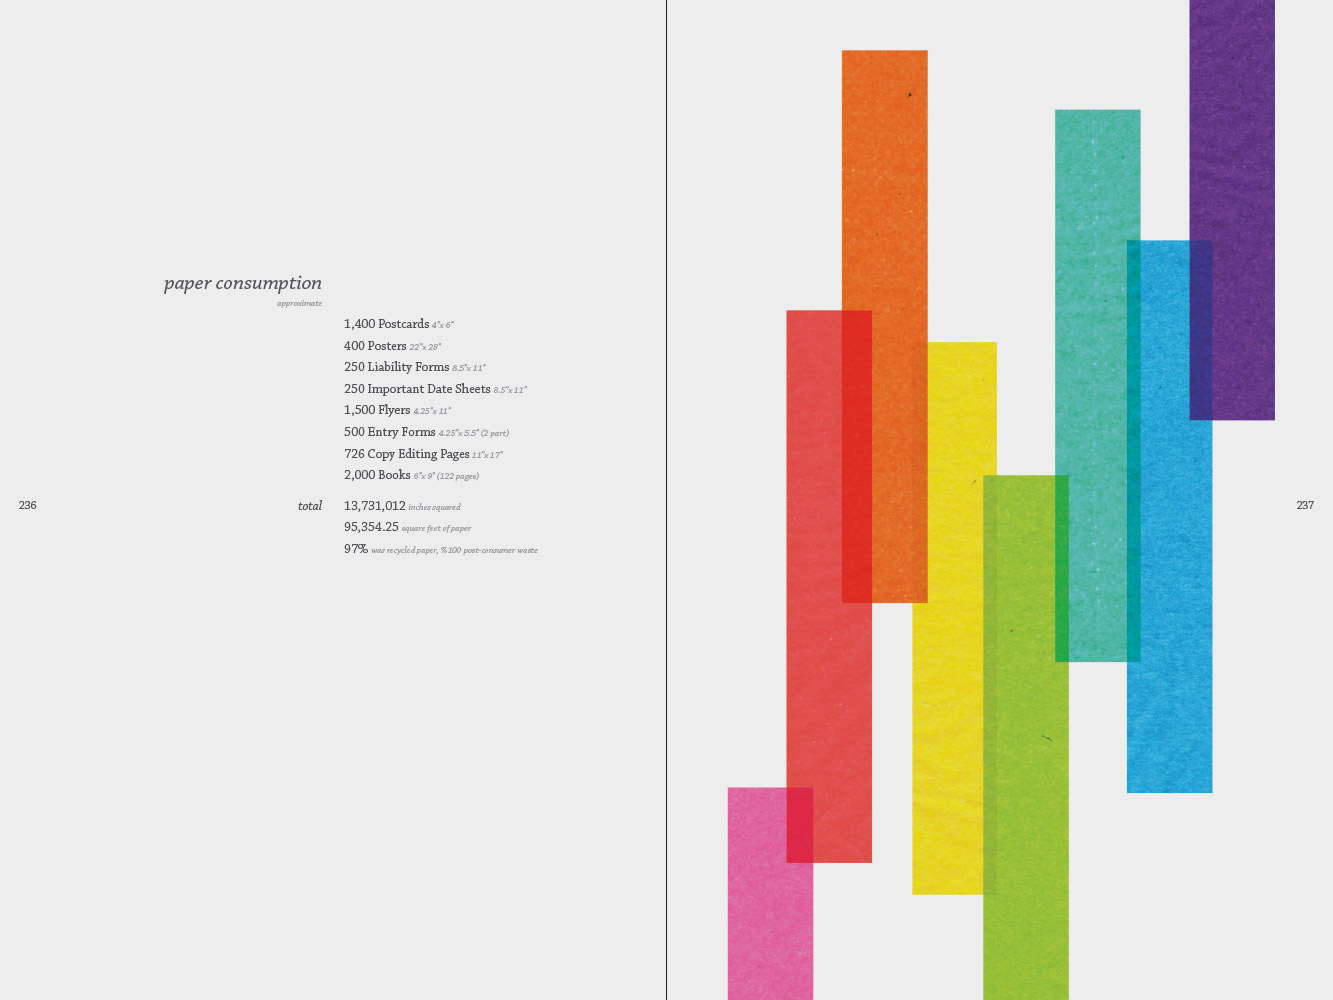 paper consumption
approximate
1,400 Postcards 4"x 6"
400 Posters 22"x 28"
250 Liability Forms 8.5"x 11"
250 Important Date Sheets 8.5"x 11"
1,500 Flyers 4.25"x 11"
500 Entry Forms 4.25"x 5.5" (2 part)
726 Copy Editing Pages 11"x 17"
2,000 Books 6"x 9" (122 pages)
236
total 13,731,012 inches squared
95,354.25 square feet of paper
97% was recycled paper, %100 post-consumer waste
237